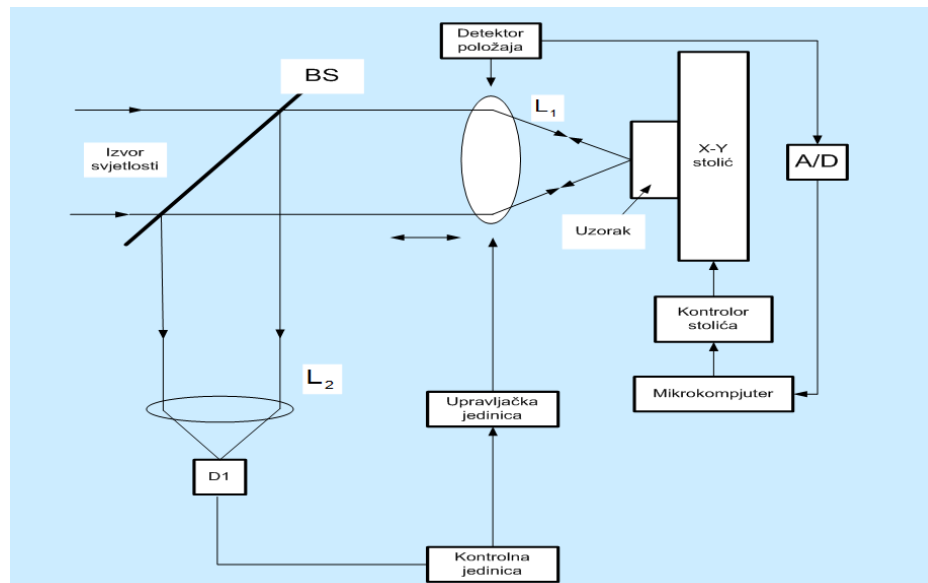 Detektor
položaja
BS
L₁
X-Y
stolić
A/D
Izvor
svjetlosti
Uzorak
Kontrolor
stolića
L₂
Upravljačka
jedinica
Mikrokompjuter
D1
Kontrolna
jedinica